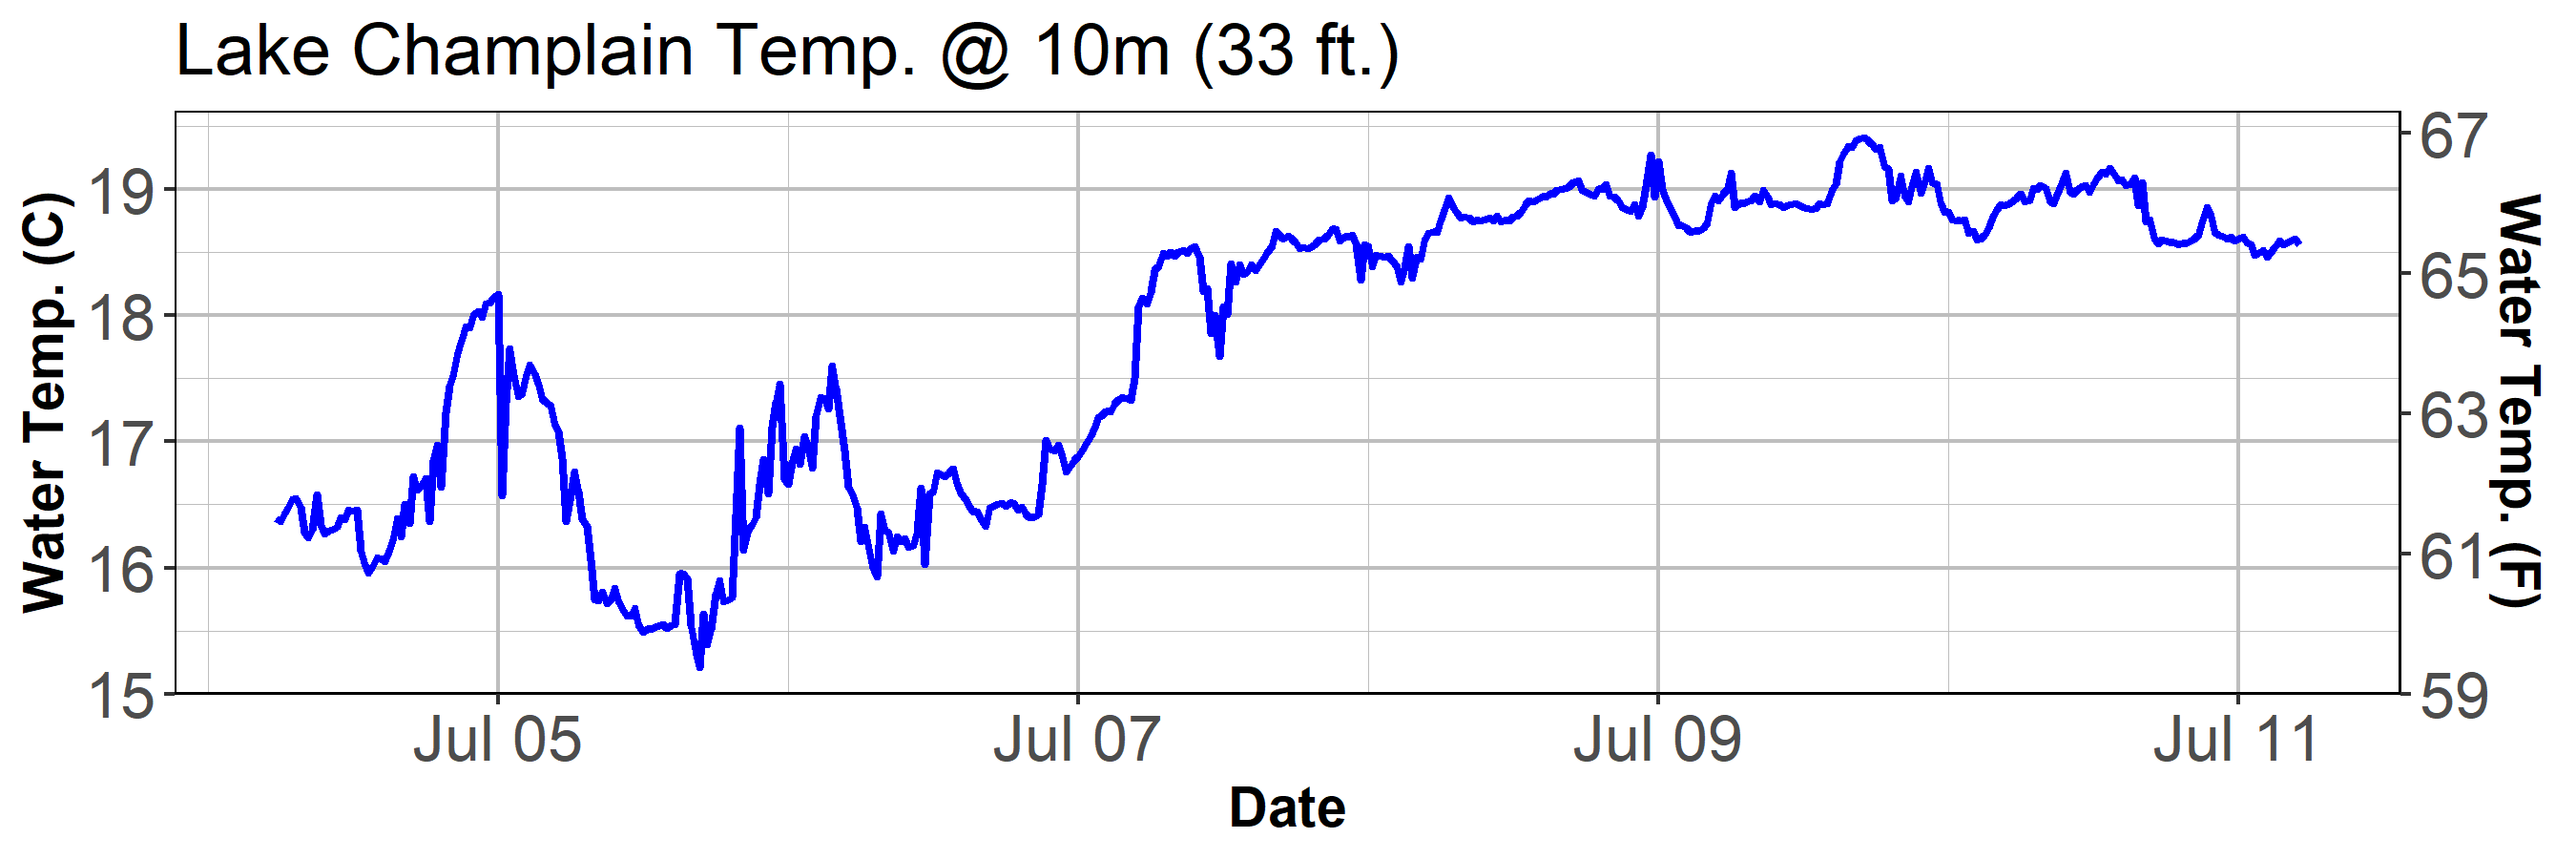 Lake Champlain Temp. @ 10m (33 ft.)
Water Temp. (C)
19
18
17
16
15
67
65
63
61
59
Water Temp. (F)
Jul 05
Jul 07
Jul 09
Jul 11
Date